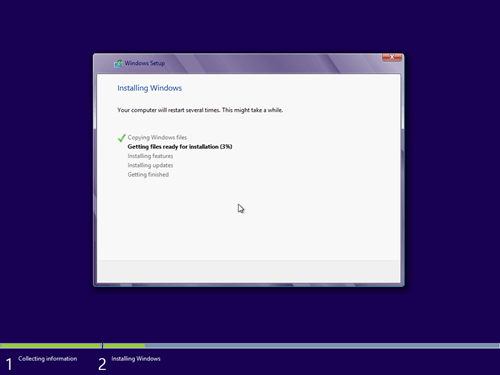 Windows Setup
Installing Windows
Your computer will restart several times. This might take a while.
Copying Windows files
Getting files ready for installation (3%)
Installing features
Installing updates
Getting finished
1 Collecting information
2 Installing Windows